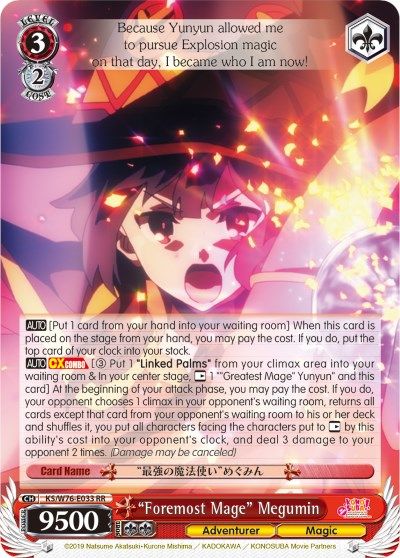 LEVEL
3
2
COST
Because Yunyun allowed me
to pursue Explosion magic
on that day, I became who I am now!
AUTO [Put 1 card from your hand into your waiting room] When this card is
placed on the stage from your hand, you may pay the cost. If you do, put the
top card of your clock into your stock.
AUTO CXCOMBO [③ Put 1 "Linked Palms" from your climax area into your
waiting room & In your center stage, 1 ""Greatest Mage" Yunyun" and this
card] At the beginning of your attack phase, you may pay the cost. If you do,
your opponent chooses 1 climax in your opponent's waiting room, returns all
cards except that card from your opponent's waiting room to his or her deck
and shuffles it, you put all characters facing the characters put to by this
ability's cost into your opponent's clock, and deal 3 damage to your
opponent 2 times. (Damage may be canceled)
Card Name
"最強の魔法使い"めぐみん
CH KS/W76-E033 RR
POWER 9500 SOUL
"Foremost Mage" Megumin
Adventurer
Magic
©2019 Natsume Akatsuki・Kurone Mishima / KADOKAWA / KONOSUBA Movie Partners